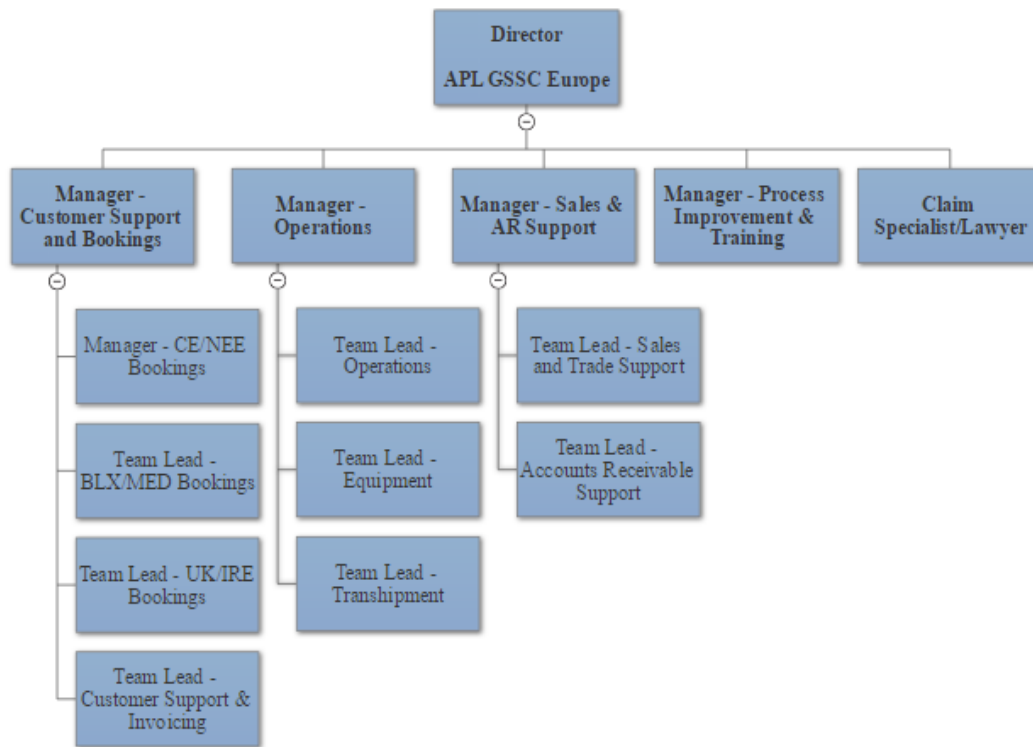 Director
APL GSSC Europe
Manager -
Customer Support
and Bookings
Manager -
Operations
Manager - Sales &
AR Support
Manager - Process
Improvement &
Training
Claim
Specialist/Lawyer
Manager - CE/NEE
Bookings
Team Lead -
BLX/MED Bookings
Team Lead - UK/IRE
Bookings
Team Lead -
Customer Support &
Invoicing
Team Lead -
Operations
Team Lead -
Equipment
Team Lead -
Transhipment
Team Lead - Sales
and Trade Support
Team Lead -
Accounts Receivable
Support